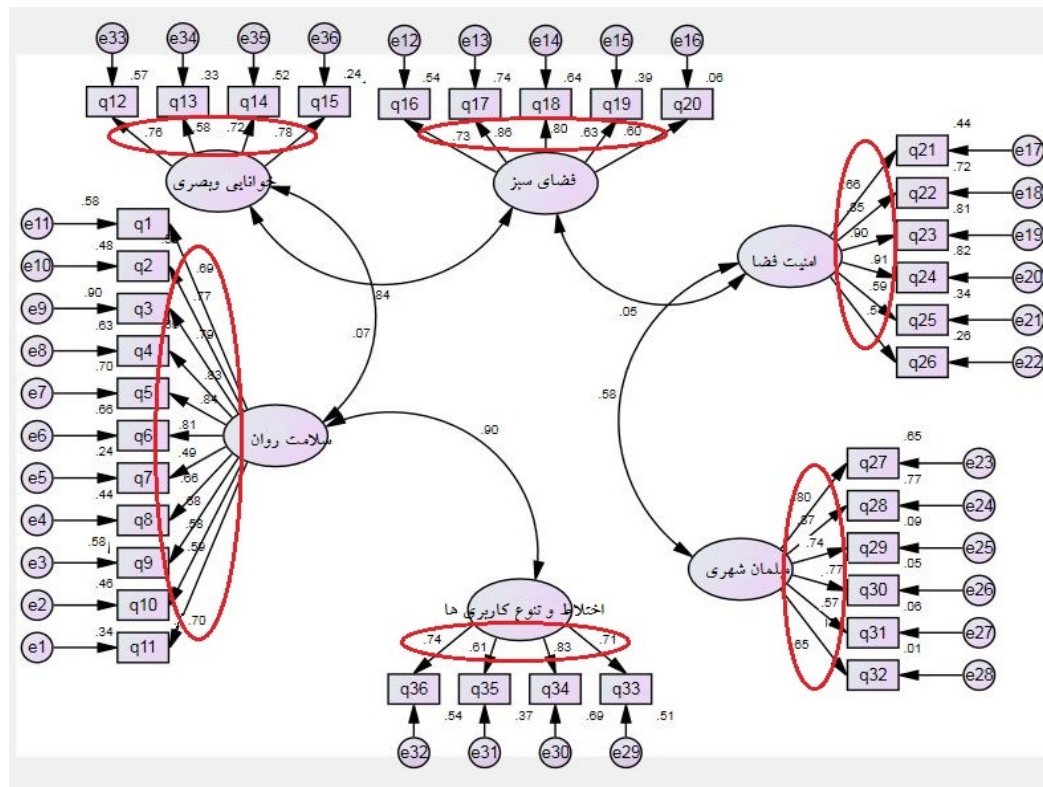 e33 e34 e35 e36 e12 e13 e14 e15 e16
.57 .33 .52 .24 .54 .74 .64 .39 .06
q12 q13 q14 q15 q16 q17 q18 q19 q20
.76 .58 .72 .78 .73 .86 .80 .63 .60
خوانایی وبصری
فضای سبز
.44
q21 e17
.72
q22 e18
.81
q23 e19
.82
q24 e20
.34
q25 e21
.26
q26 e22
.66
.85
.90
.91
.59
امنیت فضا
.58
e11 q1
.48
e10 q2
.90
e9 q3
.63
e8 q4
.70
e7 q5
.66
e6 q6
.24
e5 q7
.44
e4 q8
.58
e3 q9
.46
e2 q10
.34
e1 q11
.69
.77
.79
.83
.84
.81
.49
.66
.68
.58
.59
.70
سلامت روان
.84
.07
.05
.58
.90
.65
q27 e23
.77
q28 e24
.09
q29 e25
.05
q30 e26
.06
q31 e27
.01
q32 e28
.80
.87
.74
.77
.57
.65
مبلمان شهری
اختلاط و تنوع کاربری ها
.74 .61 .83 .71
q36 q35 q34 q33
.54 .37 .69 .51
e32 e31 e30 e29